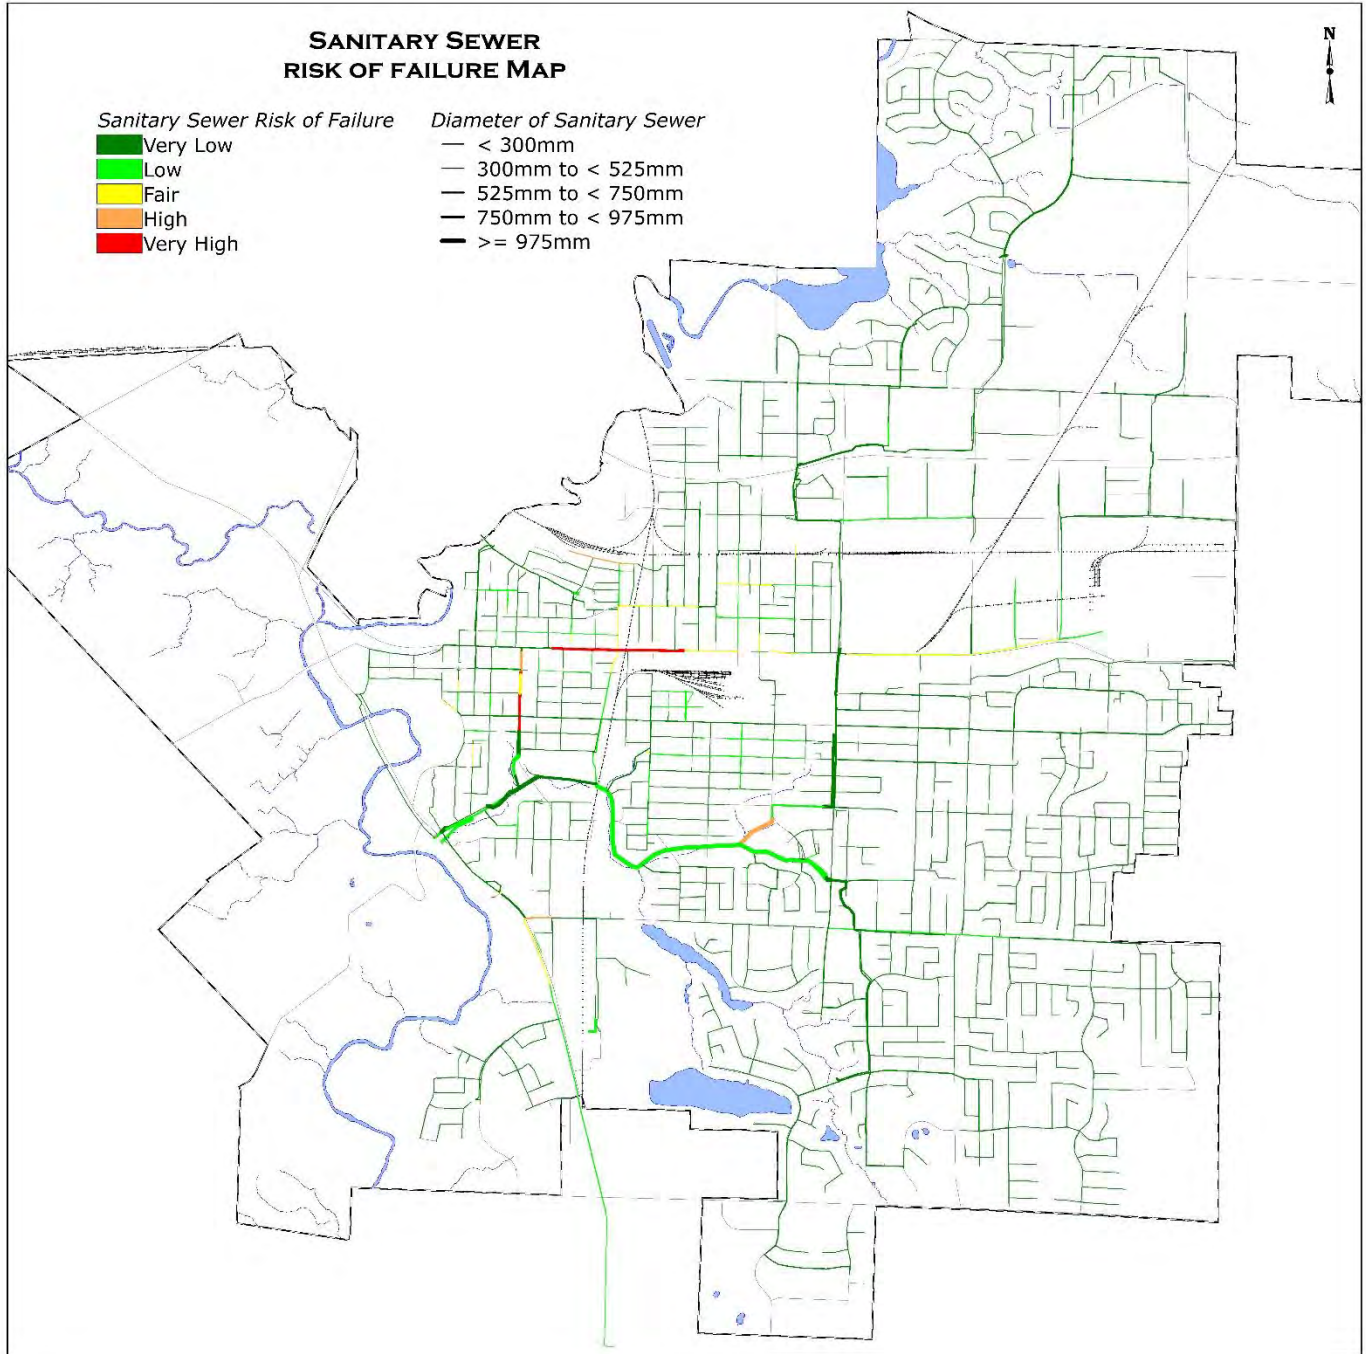 SANITARY SEWER
RISK OF FAILURE MAP
N
Sanitary Sewer Risk of Failure
Very Low
Low
Fair
High
Very High
Diameter of Sanitary Sewer
< 300mm
300mm to < 525mm
525mm to < 750mm
750mm to < 975mm
>= 975mm